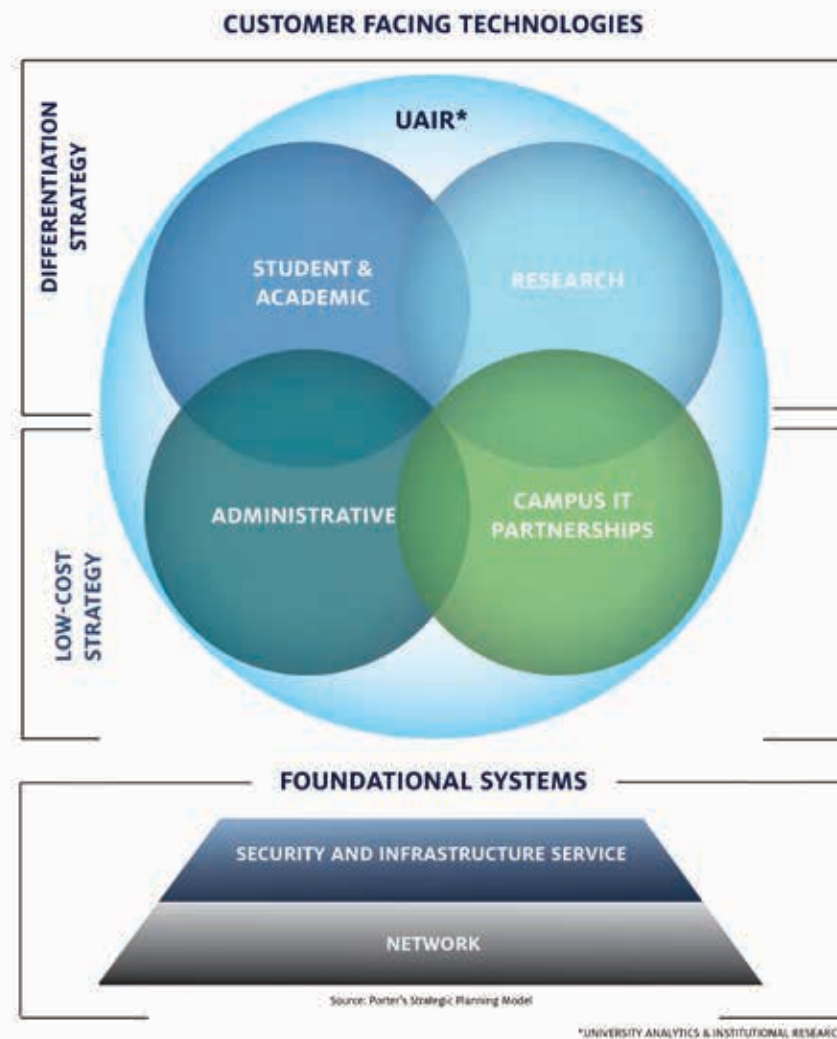 CUSTOMER FACING TECHNOLOGIES
DIFFERENTIATION
STRATEGY
UAIR*
STUDENT &
ACADEMIC
RESEARCH
LOW-COST
STRATEGY
ADMINISTRATIVE
CAMPUS IT
PARTNERSHIPS
FOUNDATIONAL SYSTEMS
SECURITY AND INFRASTRUCTURE SERVICE
NETWORK
Source: Porter's Strategic Planning Model
*UNIVERSITY ANALYTICS & INSTITUTIONAL RESEARC